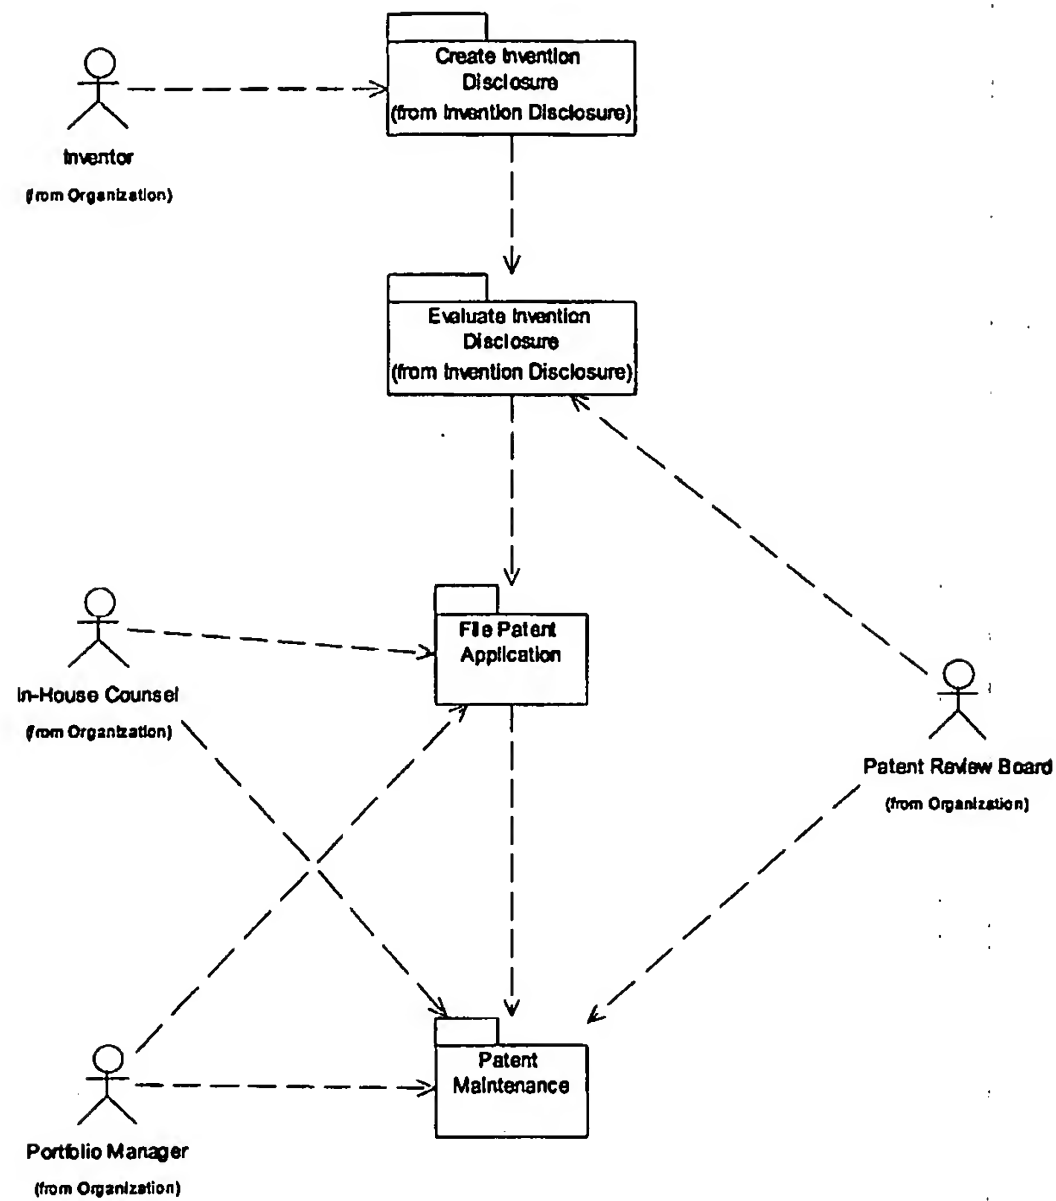 Create Invention
Disclosure
(from Invention Disclosure)
Inventor
(from Organization)
Evaluate Invention
Disclosure
(from Invention Disclosure)
File Patent
Application
In-House Counsel
(from Organization)
Patent Review Board
(from Organization)
Patent
Maintenance
Portfolio Manager
(from Organization)